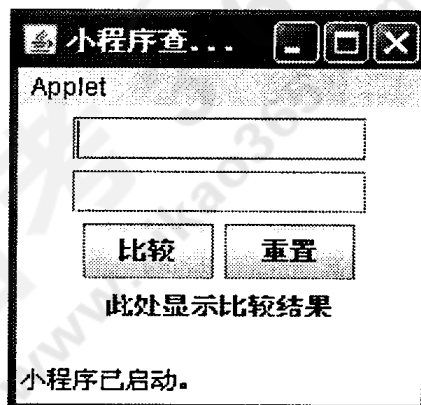 小程序查...
Applet
比较 重置
此处显示比较结果
小程序已启动。